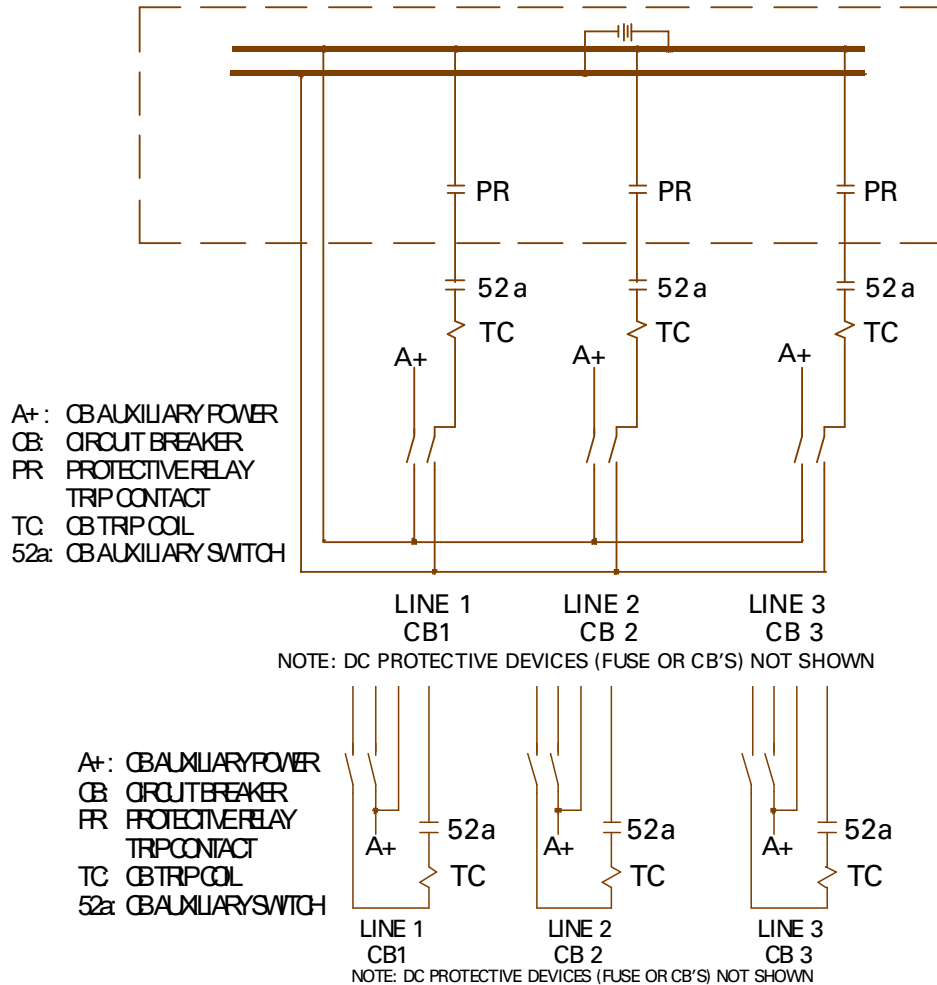 PR PR PR
52a 52a 52a
TC TC TC
A+ A+ A+
A+: CB AUXILIARY POWER
CB: CIRCUIT BREAKER
PR PROTECTIVE RELAY
TRIP CONTACT
TC: CB TRIP COIL
52a: CB AUXILIARY SWITCH
LINE 1 LINE 2 LINE 3
CB1 CB 2 CB 3
NOTE: DC PROTECTIVE DEVICES (FUSE OR CB'S) NOT SHOWN
A+: CB AUXILIARY POWER
CB: CIRCUIT BREAKER
PR PROTECTIVE RELAY
TRIP CONTACT
TC CB TRIP COIL
52a: CB AUXILIARY SWITCH
52a 52a 52a
A+ A+ A+
TC TC TC
LINE 1 LINE 2 LINE 3
CB1 CB 2 CB 3
NOTE: DC PROTECTIVE DEVICES (FUSE OR CB'S) NOT SHOWN